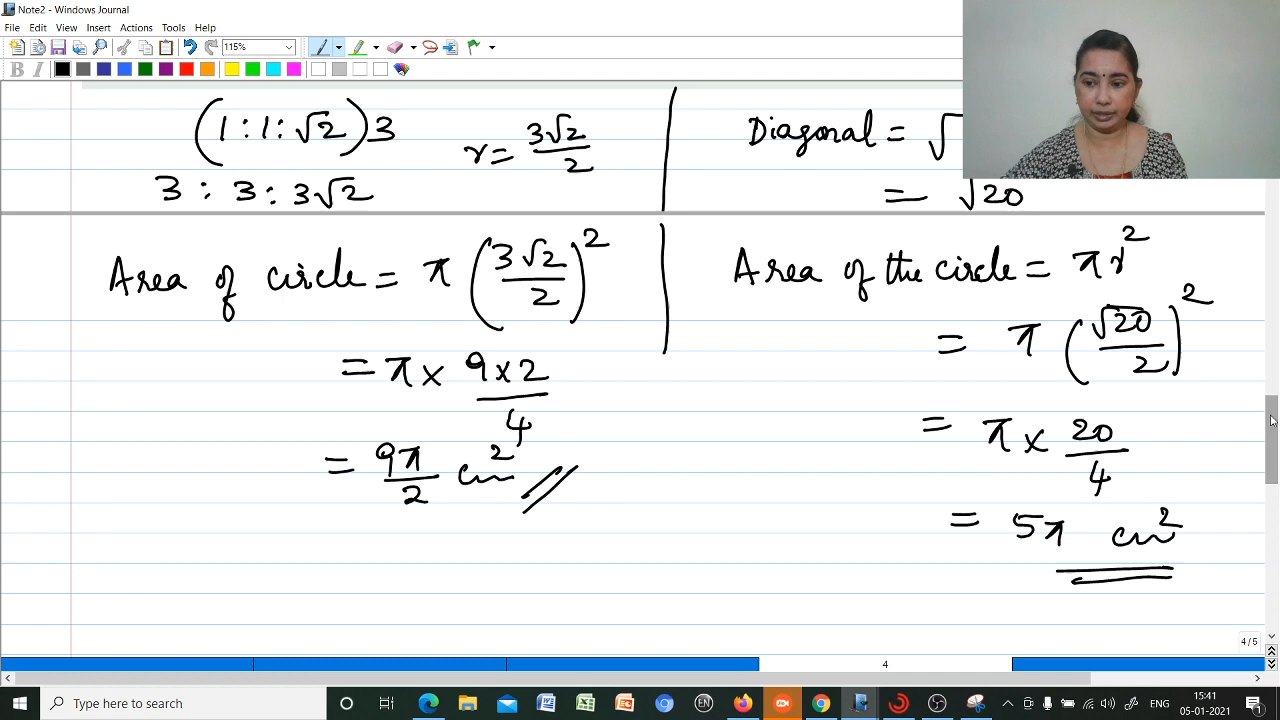 Note2 - Windows Journal
File Edit View Insert Actions Tools Help
115%
B I
(1 : 1 : √2)3
r = 3√2/2
3 : 3 : 3√2
Area of circle = π (3√2/2)²
= π × 9×2/4
= 9π/2 cm²
Diagonal = √
= √20
Area of the circle = πr²
= π (√20/2)²
= π × 20/4
= 5π cm²
4/5
4
Type here to search
EN
ENG
15:41
05-01-2021
1